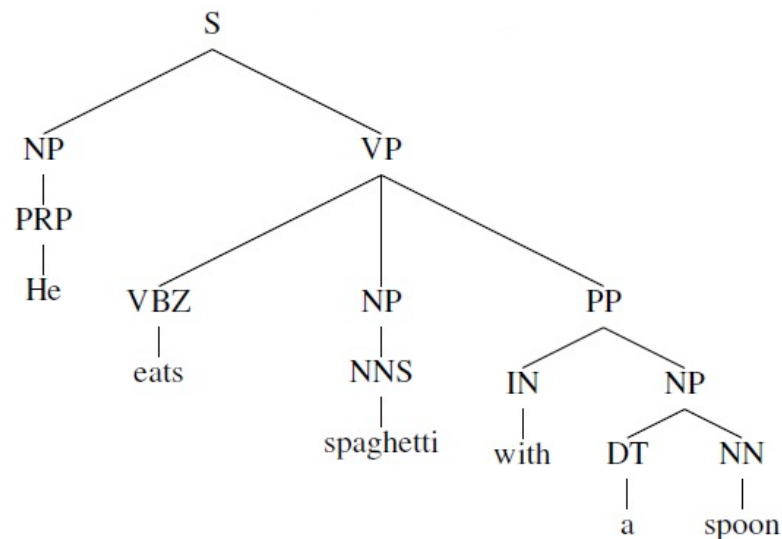 S
NP VP
PRP
He VBZ NP PP
eats NNS IN NP
spaghetti with DT NN
a spoon